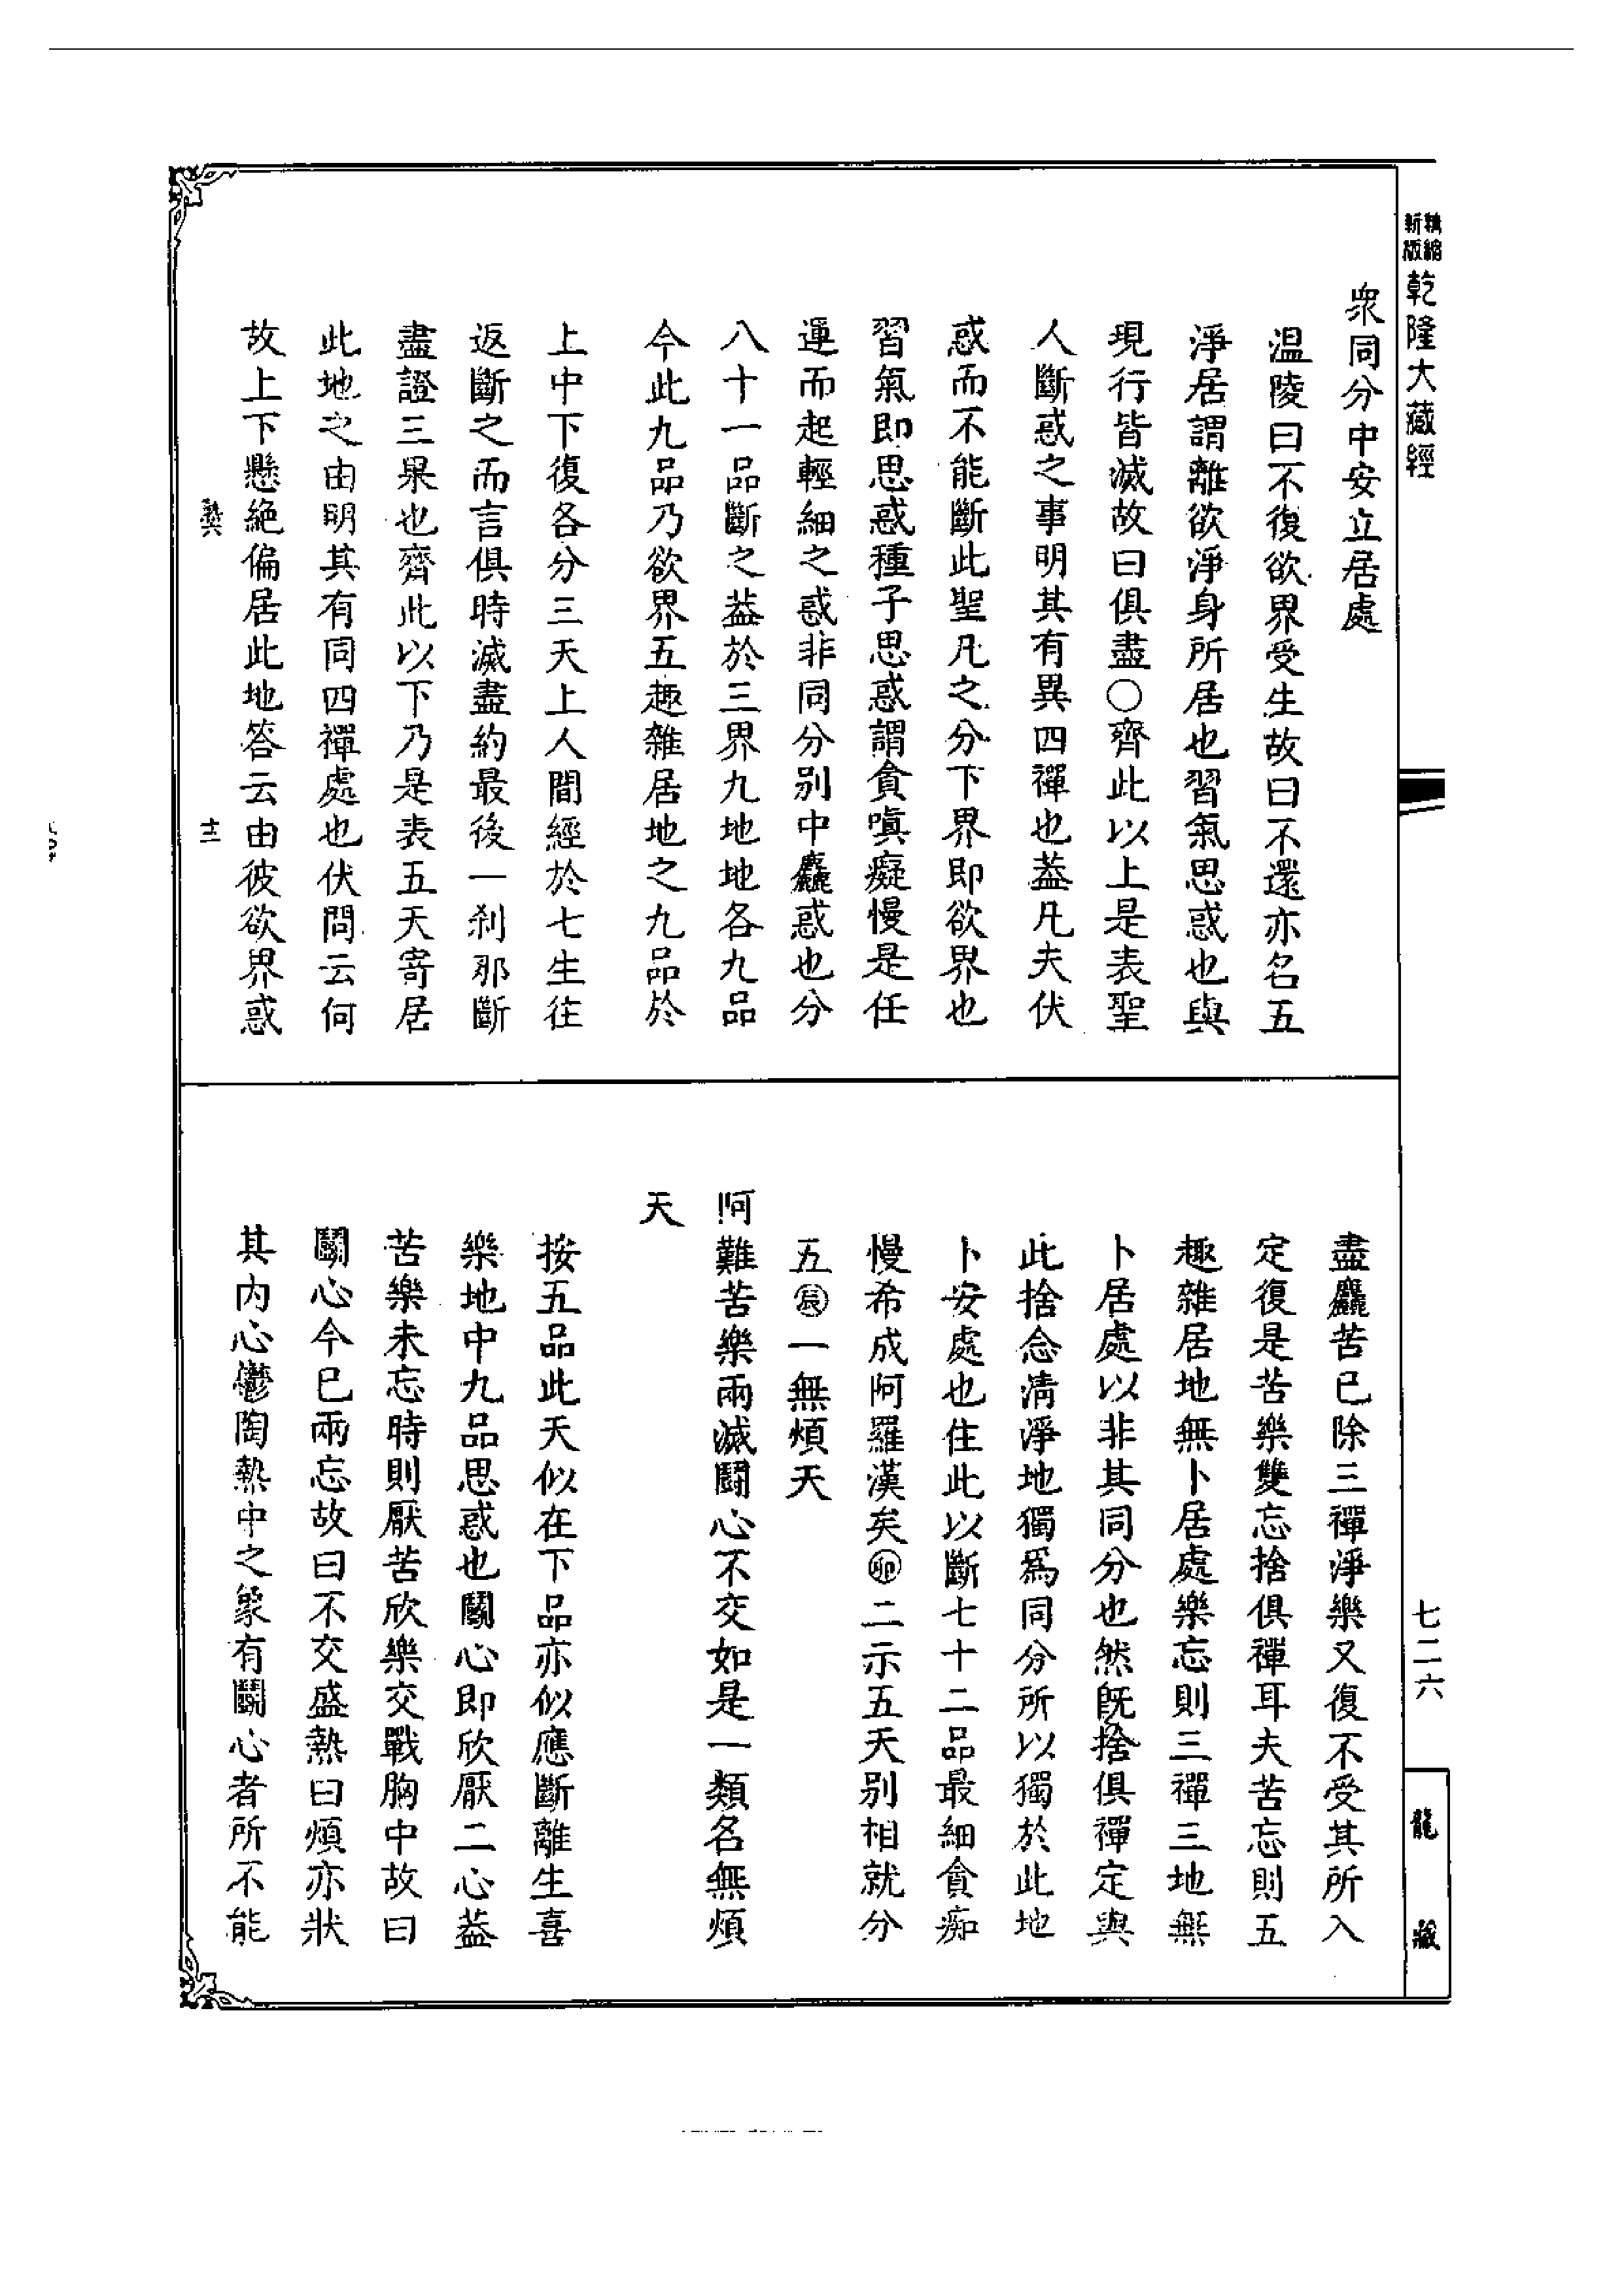 精縮新版乾隆大藏經
衆同分中安立居處
温陵曰不復欲界受生故曰不還亦名五
淨居謂離欲淨身所居也習氣思惑也與
現行皆滅故曰俱盡〇齊此以上是表聖
人斷惑之事明其有異四禪也葢凡夫伏
惑而不能斷此聖凡之分下界即欲界也
習氣即思惑種子思惑謂貪嗔癡慢是任
運而起輕細之惑非同分别中麤惑也分
八十一品斷之葢於三界九地地各九品
今此九品乃欲界五趣雜居地之九品於
上中下復各分三天上人間經於七生往
返斷之而言俱時滅盡約最後一刹那斷
盡證三果也齊此以下乃是表五天寄居
此地之由明其有同四禪處也伏問云何
故上下懸絶偏居此地答云由彼欲界惑
十三
盡麤苦已除三禪淨樂又復不受其所入
定復是苦樂雙忘捨俱禪耳夫苦忘則五
趣雜居地無卜居處樂忘則三禪三地無
卜居處以非其同分也然既捨俱禪定與
此捨念清淨地獨爲同分所以獨於此地
卜安處也住此以斷七十二品最細貪痴
慢希成阿羅漢矣㊞二示五天别相就分
五㊞一無煩天
阿難苦樂兩滅鬭心不交如是一類名無煩
天
按五品此天似在下品亦似應斷離生喜
樂地中九品思惑也鬭心即欣厭二心葢
苦樂未忘時則厭苦欣樂交戰胸中故曰
鬭心今已兩忘故曰不交盛熱曰煩亦狀
其内心鬱陶熱中之象有鬭心者所不能
七二六
龍藏